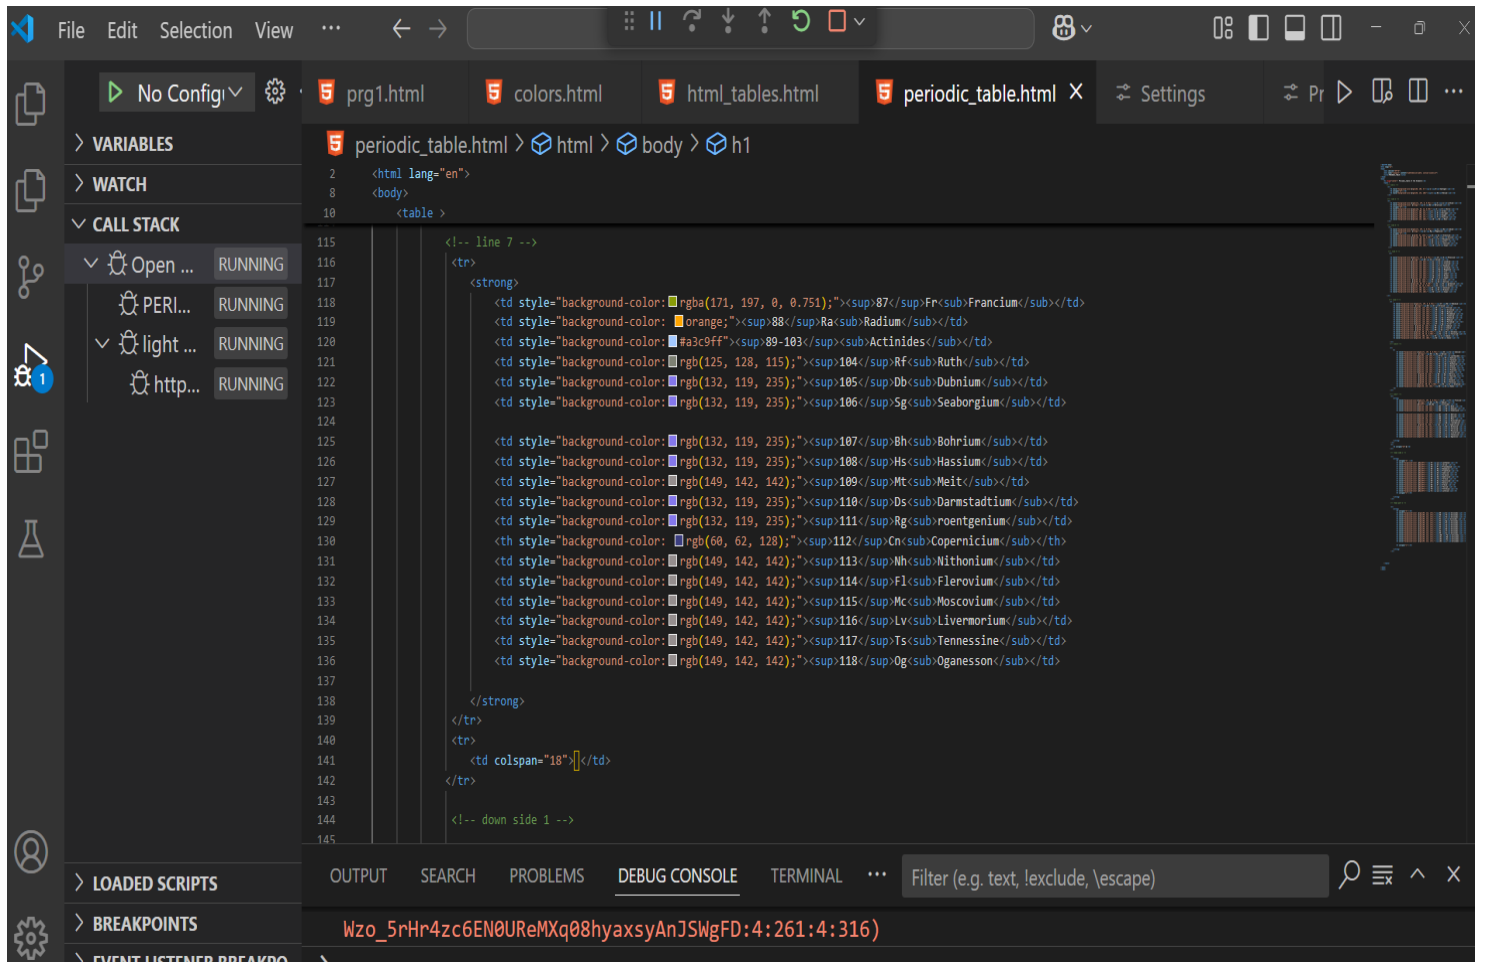 File Edit Selection View ···
No Config
prg1.html colors.html html_tables.html periodic_table.html Settings Pr
periodic_table.html > html > body > h1
VARIABLES
WATCH
CALL STACK
Open ... RUNNING
PERI... RUNNING
light ... RUNNING
http... RUNNING
LOADED SCRIPTS
BREAKPOINTS
EVENT LISTENER BREAKPO
1
2 <html lang="en">
8 <body>
10 <table >
115 <!-- line 7 -->
116 <tr>
117 <strong>
118 <td style="background-color: rgba(171, 197, 0, 0.751);"><sup>87</sup>Fr<sub>Francium</sub></td>
119 <td style="background-color: orange;"><sup>88</sup>Ra<sub>Radium</sub></td>
120 <td style="background-color: #a3c9ff"><sup>89-103</sup><sub>Actinides</sub></td>
121 <td style="background-color: rgb(125, 128, 115);"><sup>104</sup>Rf<sub>Ruth</sub></td>
122 <td style="background-color: rgb(132, 119, 235);"><sup>105</sup>Db<sub>Dubnium</sub></td>
123 <td style="background-color: rgb(132, 119, 235);"><sup>106</sup>Sg<sub>Seaborgium</sub></td>
124
125 <td style="background-color: rgb(132, 119, 235);"><sup>107</sup>Bh<sub>Bohrium</sub></td>
126 <td style="background-color: rgb(132, 119, 235);"><sup>108</sup>Hs<sub>Hassium</sub></td>
127 <td style="background-color: rgb(149, 142, 142);"><sup>109</sup>Mt<sub>Meit</sub></td>
128 <td style="background-color: rgb(132, 119, 235);"><sup>110</sup>Ds<sub>Darmstadtium</sub></td>
129 <td style="background-color: rgb(132, 119, 235);"><sup>111</sup>Rg<sub>roentgenium</sub></td>
130 <th style="background-color: rgb(60, 62, 128);"><sup>112</sup>Cn<sub>Copernicium</sub></th>
131 <td style="background-color: rgb(149, 142, 142);"><sup>113</sup>Nh<sub>Nithonium</sub></td>
132 <td style="background-color: rgb(149, 142, 142);"><sup>114</sup>Fl<sub>Flerovium</sub></td>
133 <td style="background-color: rgb(149, 142, 142);"><sup>115</sup>Mc<sub>Moscovium</sub></td>
134 <td style="background-color: rgb(149, 142, 142);"><sup>116</sup>Lv<sub>Livermorium</sub></td>
135 <td style="background-color: rgb(149, 142, 142);"><sup>117</sup>Ts<sub>Tennessine</sub></td>
136 <td style="background-color: rgb(149, 142, 142);"><sup>118</sup>Og<sub>Oganesson</sub></td>
137
138 </strong>
139 </tr>
140 <tr>
141 <td colspan="18"> </td>
142 </tr>
143
144 <!-- down side 1 -->
145
OUTPUT SEARCH PROBLEMS DEBUG CONSOLE TERMINAL ··· Filter (e.g. text, !exclude, \escape)
Wzo_5rHr4zc6EN0UReMXq08hyaxsyAnJSWgFD:4:261:4:316)